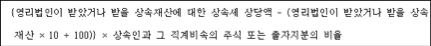 (영리법인이 받았거나 받을 상속재산에 대한 상속세 상당액 - (영리법인이 받았거나 받을 상속
재산 × 10 ÷ 100)) × 상속인과 그 직계비속의 주식 또는 출자지분의 비율